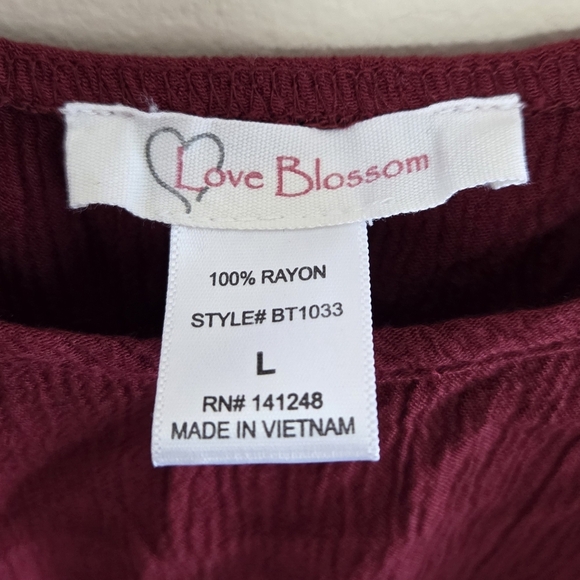 Love Blossom
100% RAYON
STYLE# BT1033
L
RN# 141248
MADE IN VIETNAM